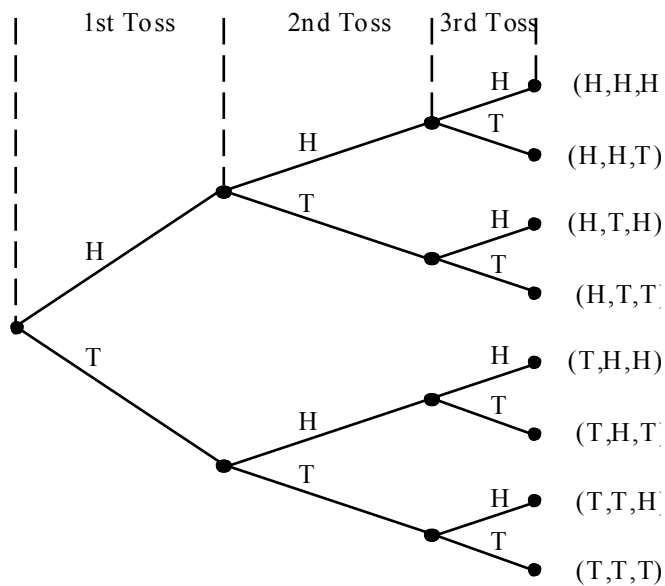 1st Toss 2nd Toss 3rd Toss
H (H,H,H
H T
(H,H,T)
T H (H,T,H)
H T
(H,T,T)
T H (T,H,H)
H T
(T,H,T)
T H (T,T,H)
T
(T,T,T)